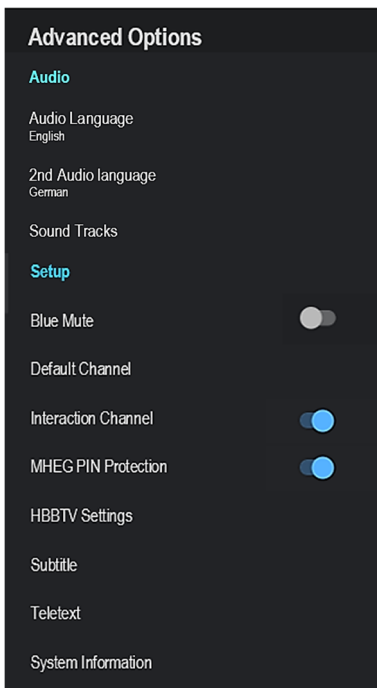 Advanced Options
Audio
Audio Language
English
2nd Audio language
German
Sound Tracks
Setup
Blue Mute
Default Channel
Interaction Channel
MHEG PIN Protection
HBBTV Settings
Subtitle
Teletext
System Information